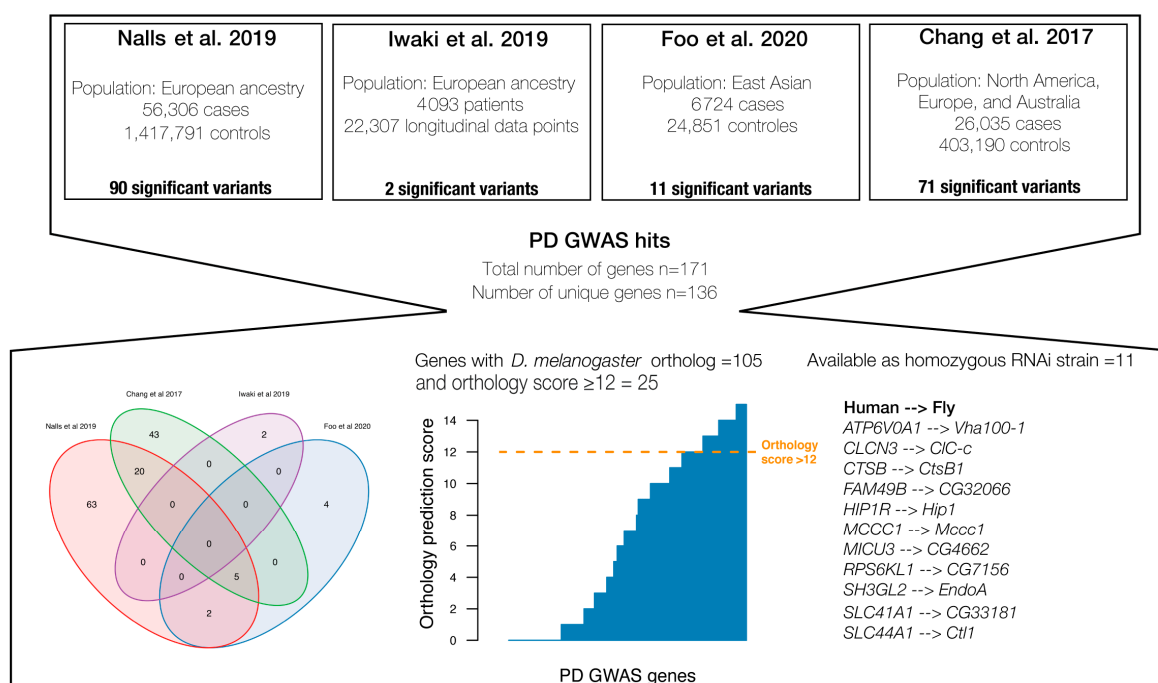 Nalls et al. 2019
Population: European ancestry
56,306 cases
1,417,791 controls
90 significant variants
Iwaki et al. 2019
Population: European ancestry
4093 patients
22,307 longitudinal data points
2 significant variants
Foo et al. 2020
Population: East Asian
6724 cases
24,851 controles
11 significant variants
Chang et al. 2017
Population: North America,
Europe, and Australia
26,035 cases
403,190 controls
71 significant variants
PD GWAS hits
Total number of genes n=171
Number of unique genes n=136
Nalls et al 2019
Chang et al 2017
Iwaki et al 2019
Foo et al 2020
43
2
20
0
0
63
0
0
4
0
0
0
0
5
2
Genes with D. melanogaster ortholog =105
and orthology score ≥12 = 25
Orthology prediction score
14
12
10
8
6
4
2
0
Orthology
score >12
PD GWAS genes
Available as homozygous RNAi strain =11
Human --> Fly
ATP6V0A1 --> Vha100-1
CLCN3 --> ClC-c
CTSB --> CtsB1
FAM49B --> CG32066
HIP1R --> Hip1
MCCC1 --> Mccc1
MICU3 --> CG4662
RPS6KL1 --> CG7156
SH3GL2 --> EndoA
SLC41A1 --> CG33181
SLC44A1 --> Ctl1